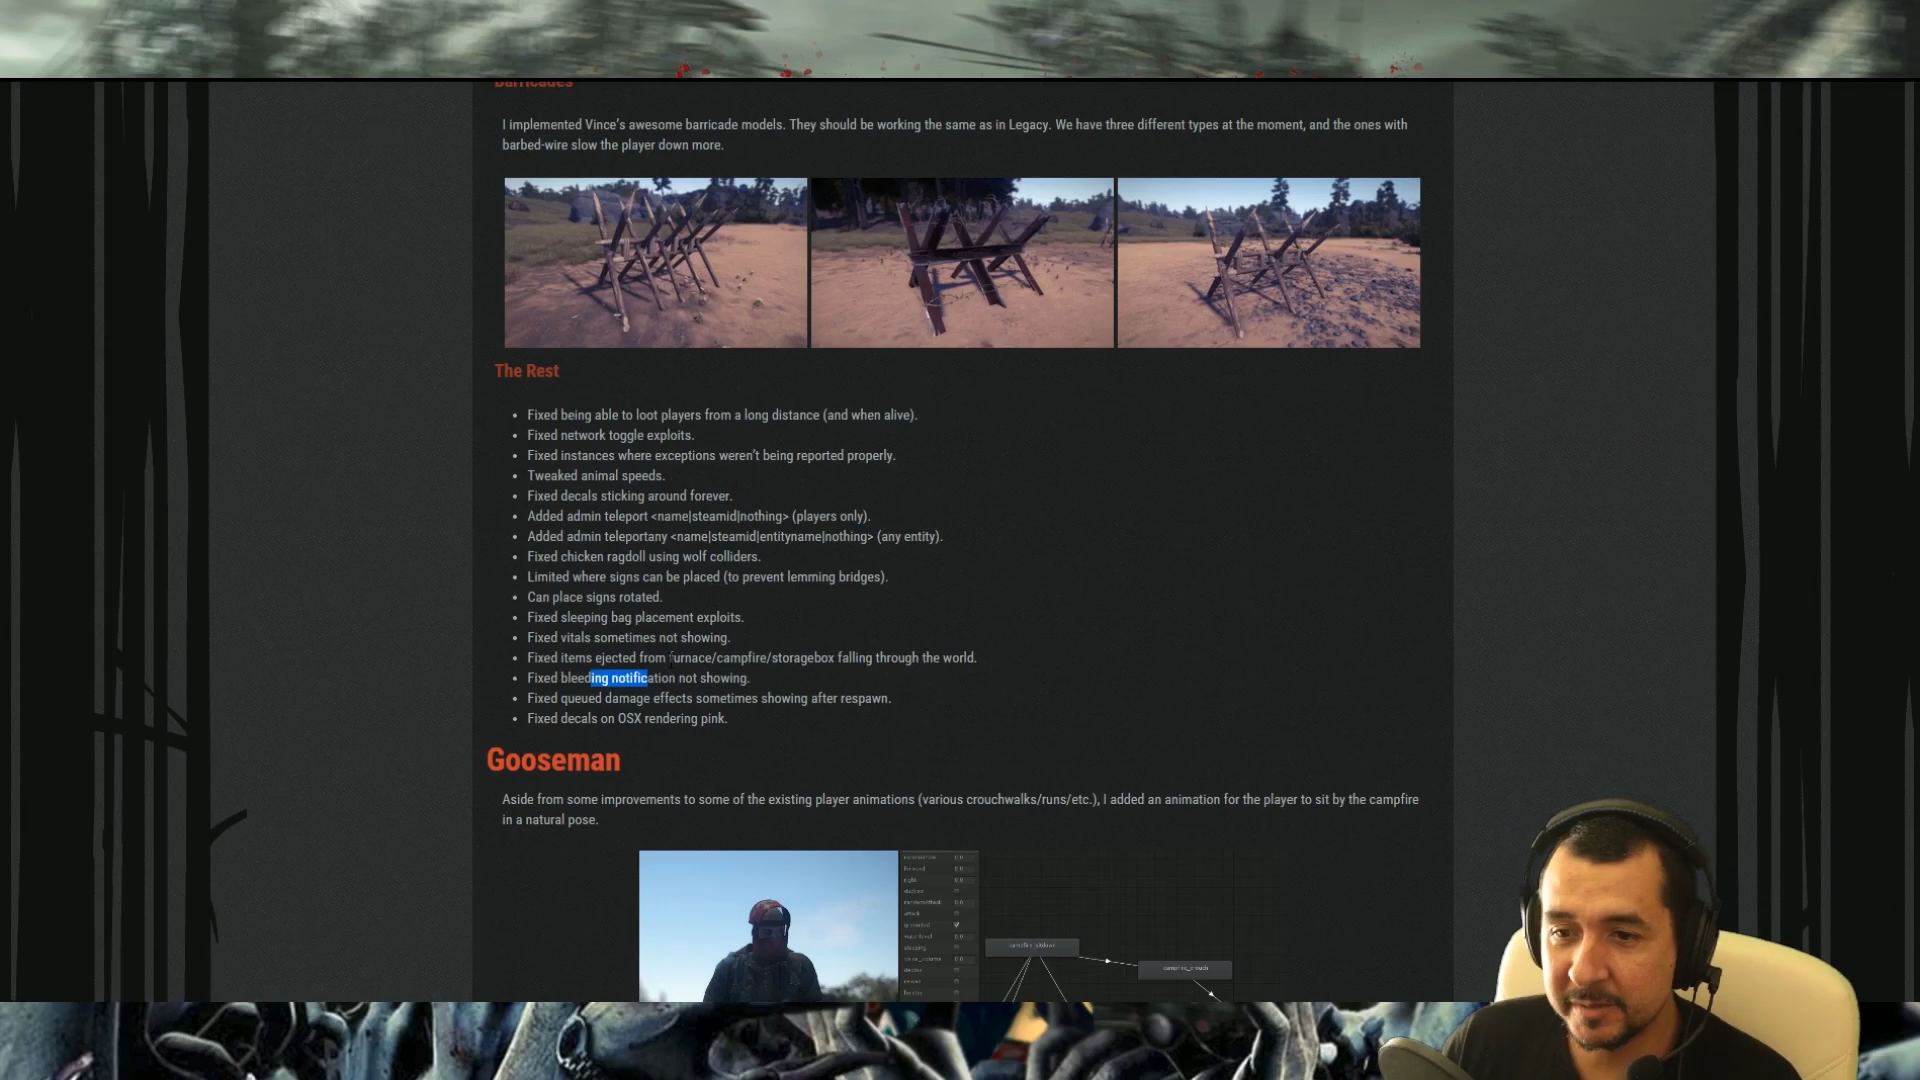 Barricades
I implemented Vince's awesome barricade models. They should be working the same as in Legacy. We have three different types at the moment, and the ones with
barbed-wire slow the player down more.
The Rest
• Fixed being able to loot players from a long distance (and when alive).
• Fixed network toggle exploits.
• Fixed instances where exceptions weren't being reported properly.
• Tweaked animal speeds.
• Fixed decals sticking around forever.
• Added admin teleport <name|steamid|nothing> (players only).
• Added admin teleportany <name|steamid|entityname|nothing> (any entity).
• Fixed chicken ragdoll using wolf colliders.
• Limited where signs can be placed (to prevent lemming bridges).
• Can place signs rotated.
• Fixed sleeping bag placement exploits.
• Fixed vitals sometimes not showing.
• Fixed items ejected from furnace/campfire/storagebox falling through the world.
• Fixed bleeding notification not showing.
• Fixed queued damage effects sometimes showing after respawn.
• Fixed decals on OSX rendering pink.
Gooseman
Aside from some improvements to some of the existing player animations (various crouchwalks/runs/etc.), I added an animation for the player to sit by the campfire
in a natural pose.
campfire_sitdown
campfire_crouch